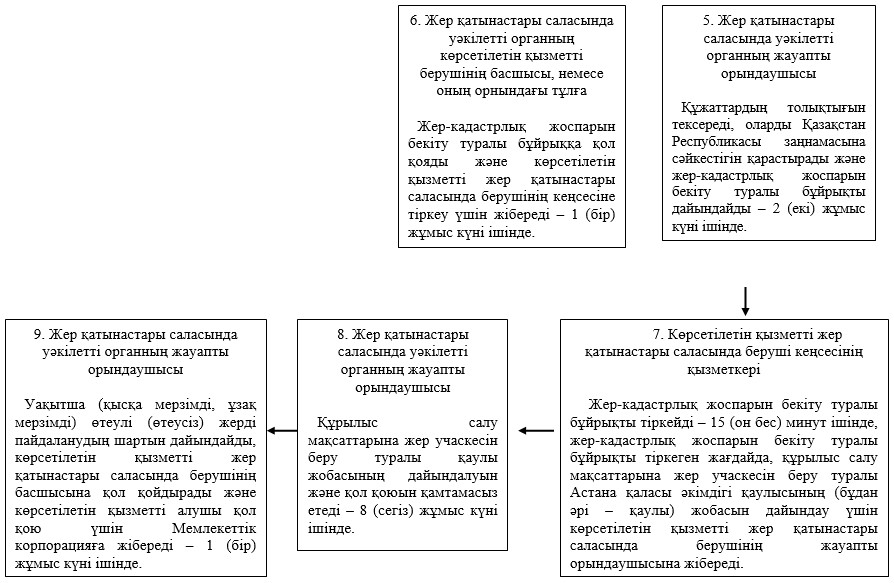 6. Жер қатынастары саласында
уәкілетті органның
көрсетілетін қызметті
берушінің басшысы, немесе
оның орнындағы тұлға
Жер-кадастрлық жоспарын
бекіту туралы бұйрыққа қол
қояды және көрсетілетін
қызметті жер қатынастары
саласында берушінің кеңсесіне
тіркеу үшін жібереді – 1 (бір)
жұмыс күні ішінде.
5. Жер қатынастары
саласында уәкілетті
органның жауапты
орындаушысы
Құжаттардың толықтығын
тексереді, оларды Қазақстан
Республикасы заңнамасына
сәйкестігін қарастырады және
жер-кадастрлық жоспарын
бекіту туралы бұйрықты
дайындайды – 2 (екі) жұмыс
күні ішінде.
9. Жер қатынастары саласында
уәкілетті органның жауапты
орындаушысы
Уақытша (қысқа мерзімді, ұзақ
мерзімді) өтеулі (өтеусіз) жерді
пайдаланудың шартын дайындайды,
көрсетілетін қызметті жер
қатынастары саласында берушінің
басшысына қол қойдырады және
көрсетілетін қызметті алушы қол
қою үшін Мемлекеттік
корпорацияға жібереді – 1 (бір)
жұмыс күні ішінде.
8. Жер қатынастары
саласында уәкілетті
органның жауапты
орындаушысы
Құрылыс салу
мақсаттарына жер учаскесін
беру туралы қаулы
жобасының дайындалуын
және қол қоюын қамтамасыз
етеді – 8 (сегіз) жұмыс күні
ішінде.
7. Көрсетілетін қызметті жер
қатынастары саласында беруші кеңсесінің
қызметкері
Жер-кадастрлық жоспарын бекіту туралы
бұйрықты тіркейді – 15 (он бес) минут ішінде,
жер-кадастрлық жоспарын бекіту туралы
бұйрықты тіркеген жағдайда, құрылыс салу
мақсаттарына жер учаскесін беру туралы
Астана қаласы әкімдігі қаулысының (бұдан
әрі – қаулы) жобасын дайындау үшін
көрсетілетін қызметті жер қатынастары
саласында берушінің жауапты
орындаушысына жібереді.